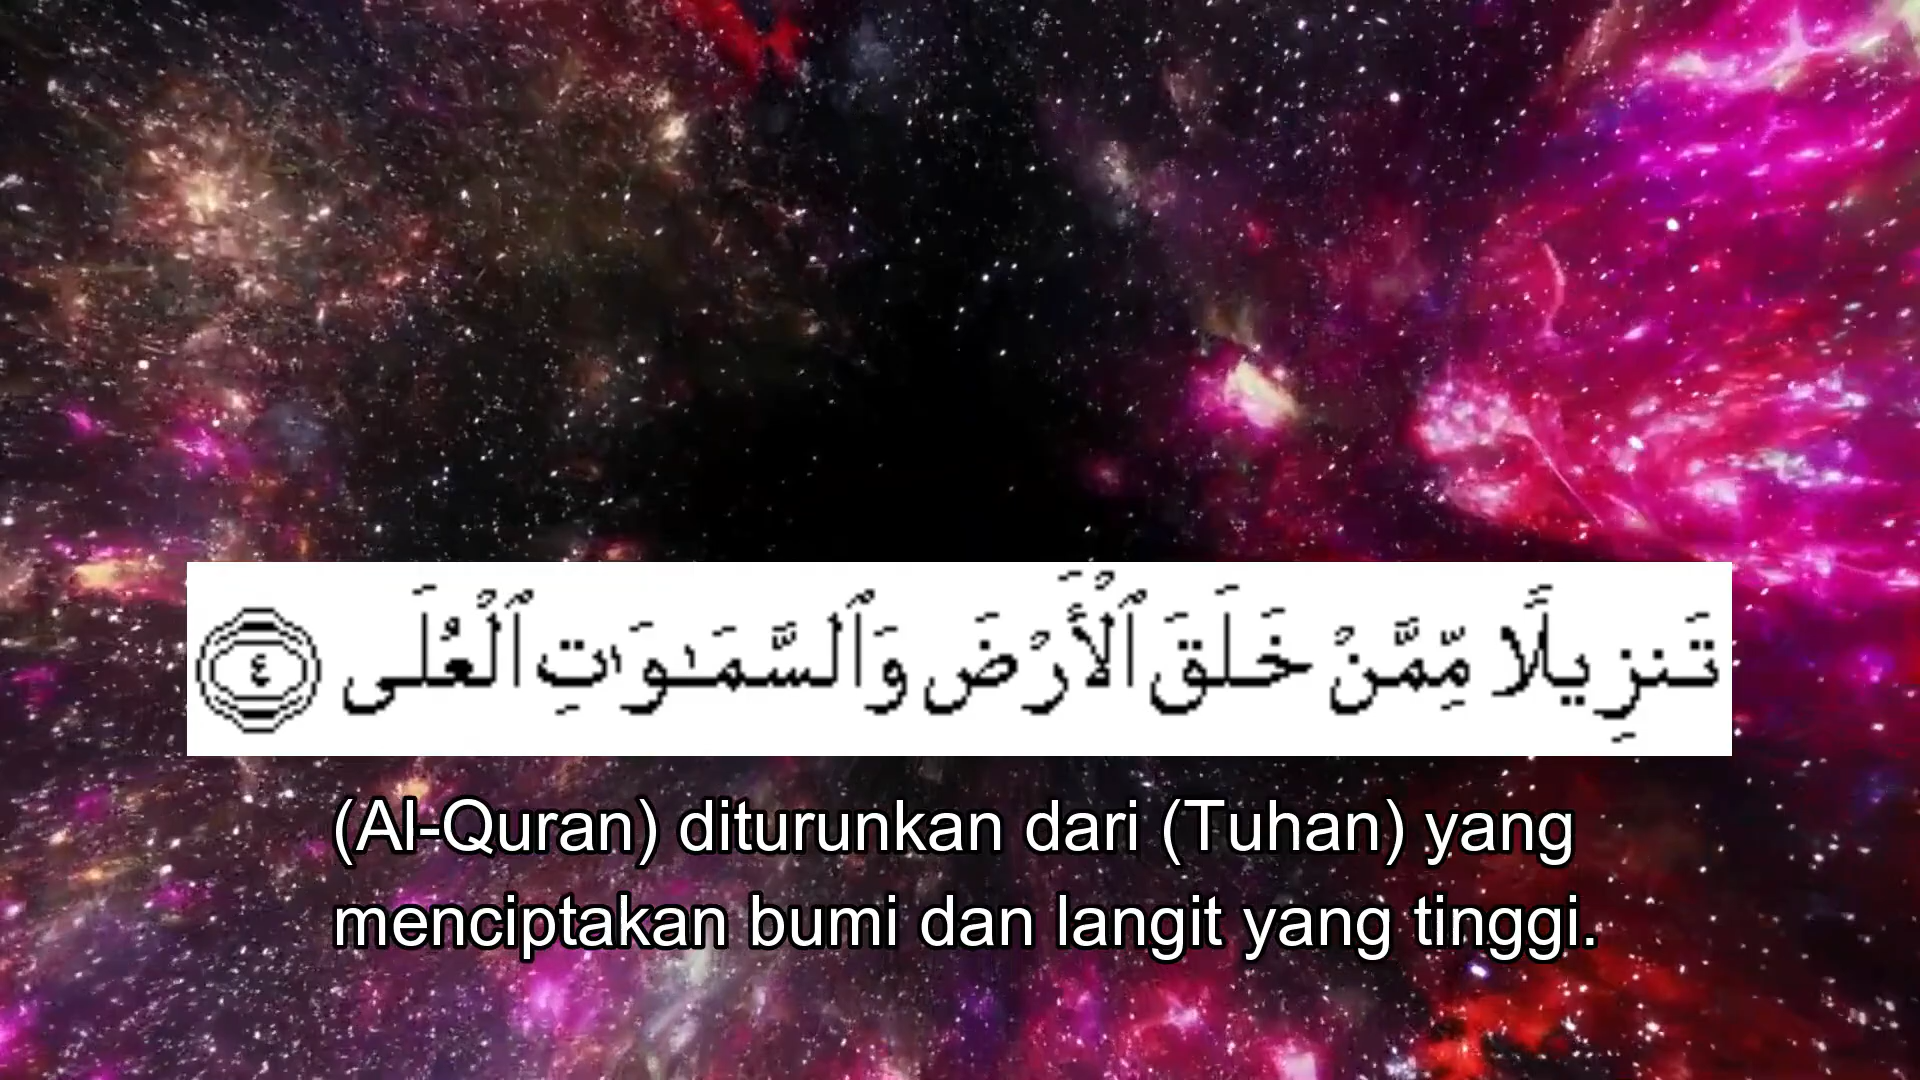 تَنزِيلًا مِّمَّنْ خَلَقَ ٱلْأَرْضَ وَٱلسَّمَـٰوَٰتِ ٱلْعُلَى ٤
(Al-Quran) diturunkan dari (Tuhan) yang
menciptakan bumi dan langit yang tinggi.